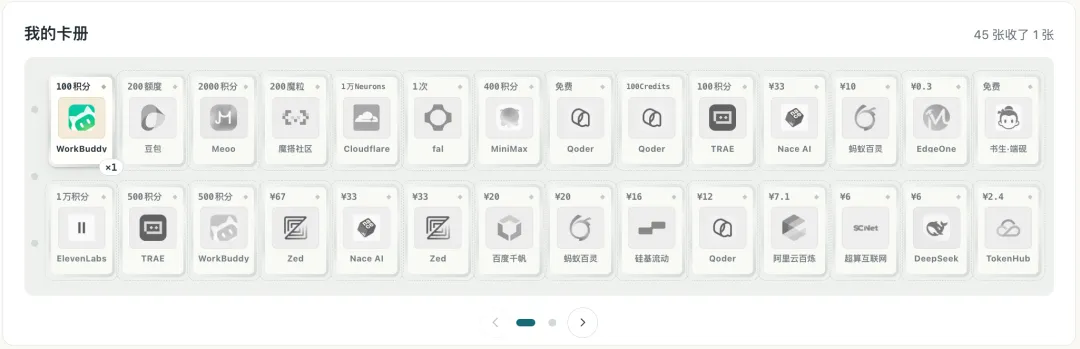 我的卡册
45 张收了 1 张
100积分 200额度 2000积分 200魔粒 1万Neurons 1次 400积分 免费 100Credits 100积分 ¥33 ¥10 ¥0.3 免费
WorkBuddy 豆包 Meoo 魔搭社区 Cloudflare fal MiniMax Qoder Qoder TRAE Nace AI 蚂蚁百灵 EdgeOne 书生·端砚
×1
1万积分 500积分 500积分 ¥67 ¥33 ¥33 ¥20 ¥20 ¥16 ¥12 ¥7.1 ¥6 ¥6 ¥2.4
SCNet
ElevenLabs TRAE WorkBuddy Zed Nace AI Zed 百度千帆 蚂蚁百灵 硅基流动 Qoder 阿里云百炼 超算互联网 DeepSeek TokenHub